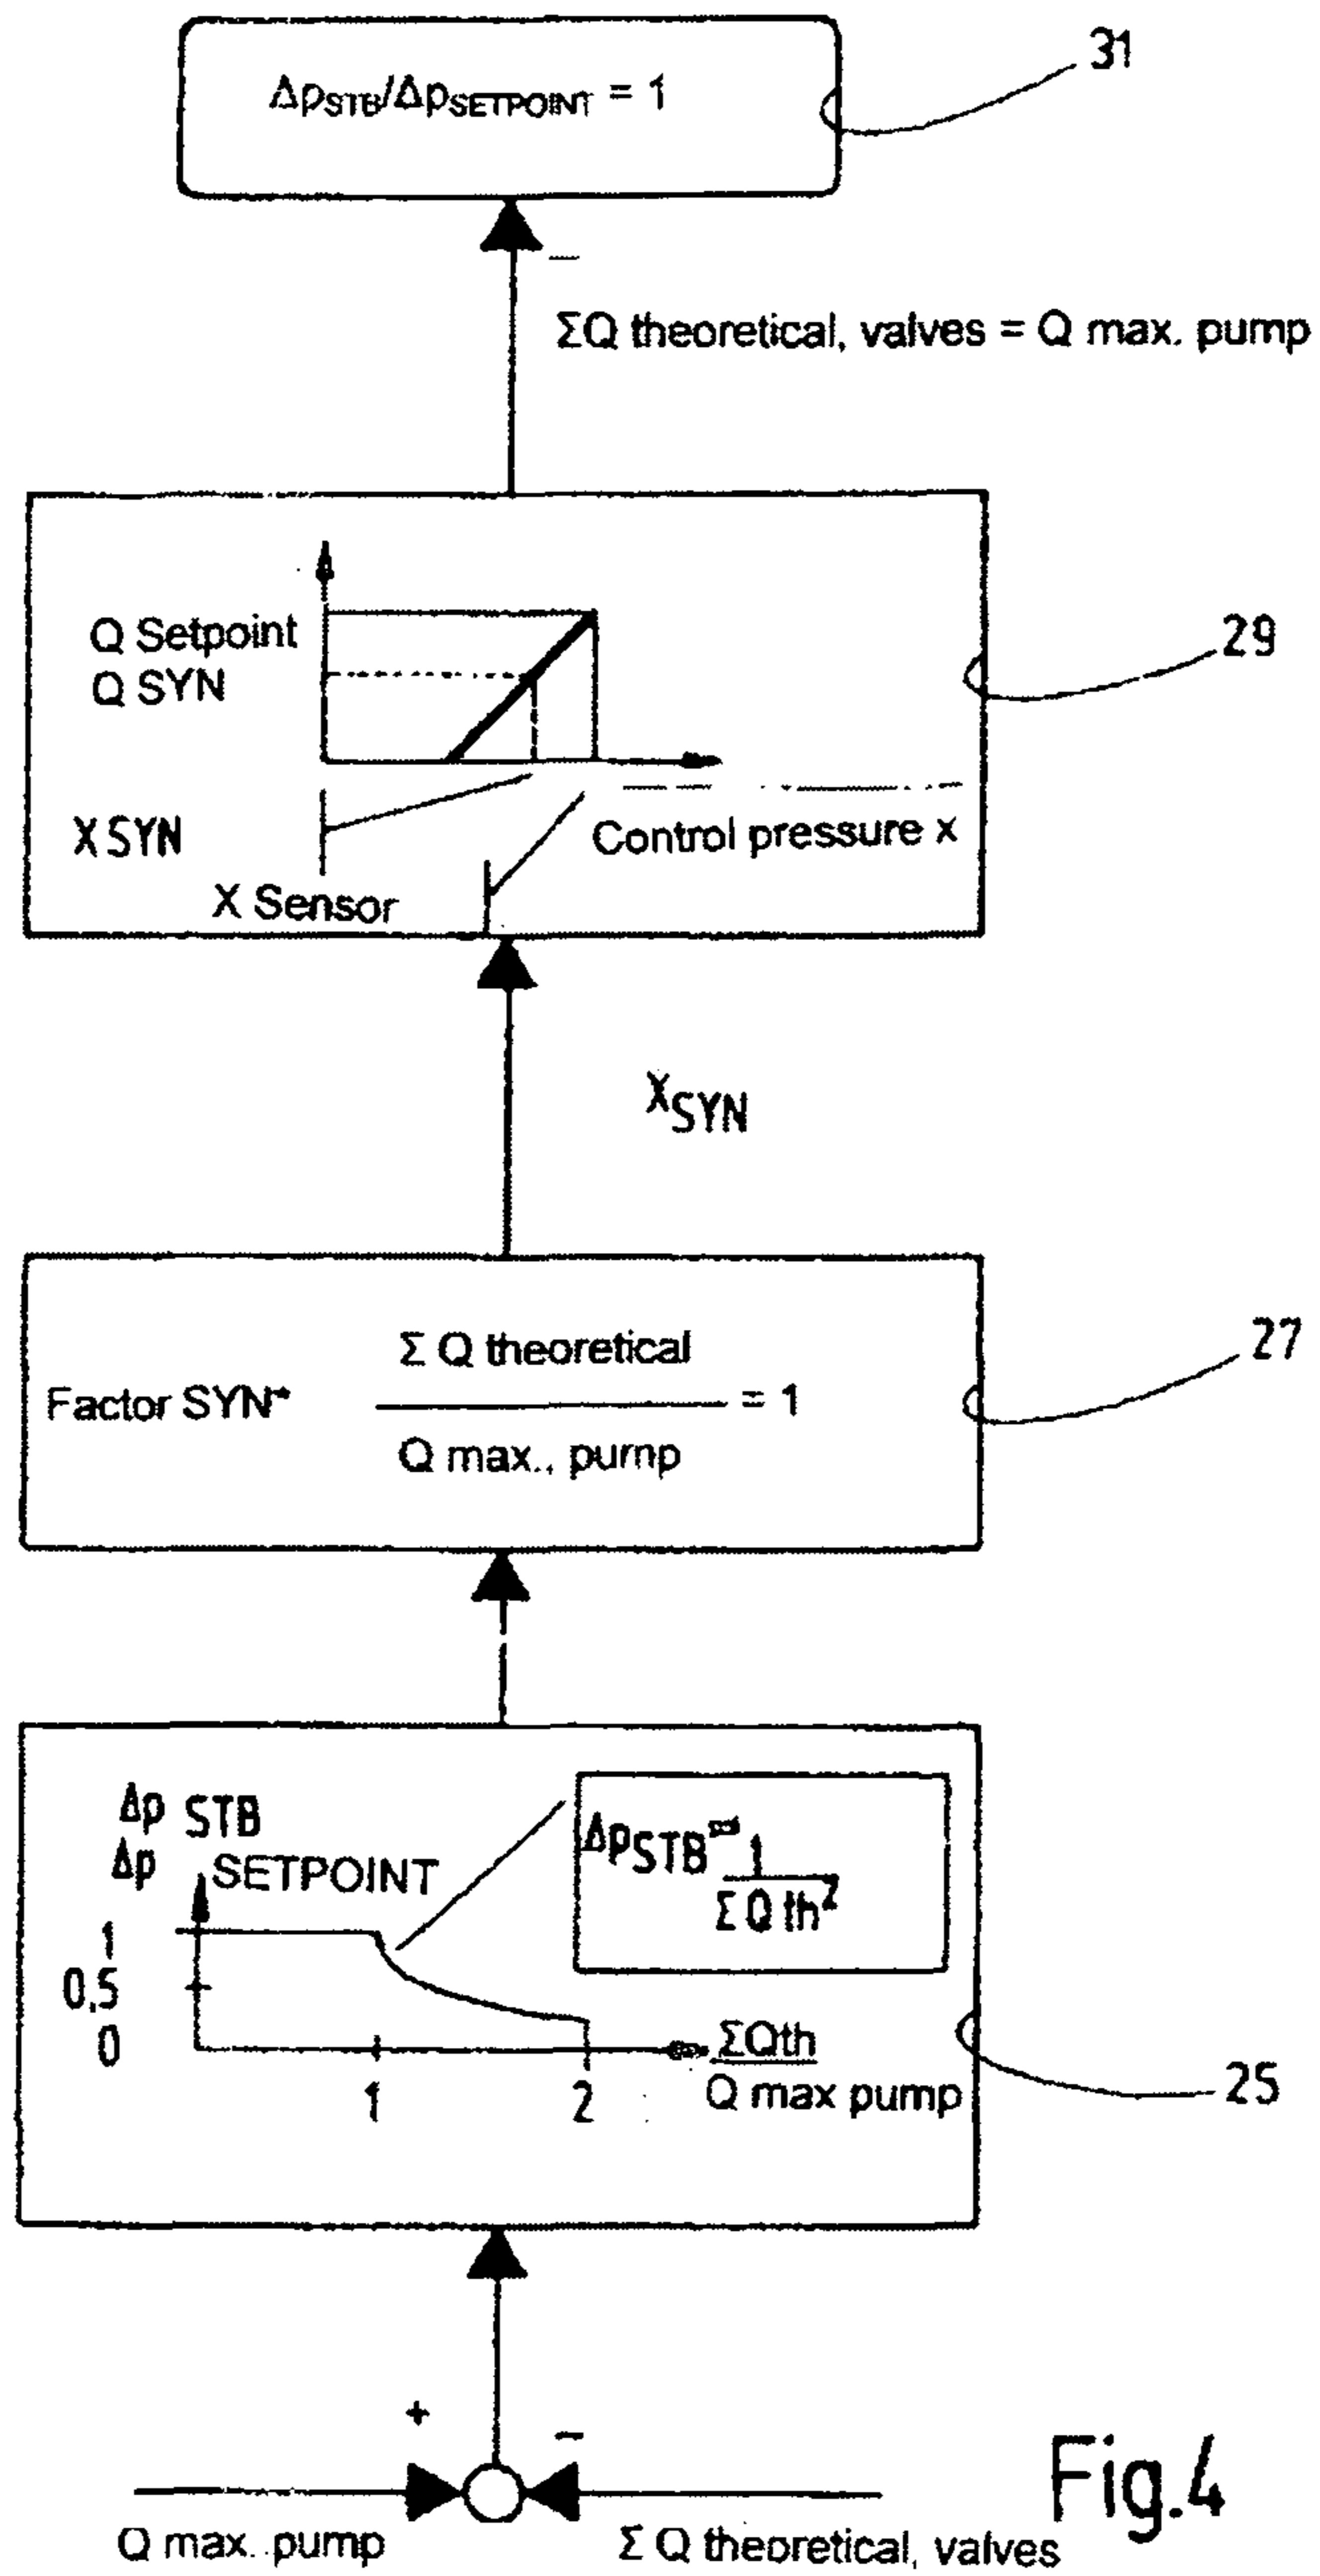 ΔpSTB/ΔpSETPOINT = 1
31
ΣQ theoretical, valves = Q max. pump
Q Setpoint
Q SYN
29
X SYN
Control pressure x
X Sensor
XSYN
27
Σ Q theoretical
Factor SYN* = 1
Q max., pump
Δp STB
Δp SETPOINT
ΔpSTB= 1
Σ Q th²
1
0,5
0
ΣQth
Q max pump
1 2
25
+ −
Q max. pump
Σ Q theoretical, valves
Fig.4